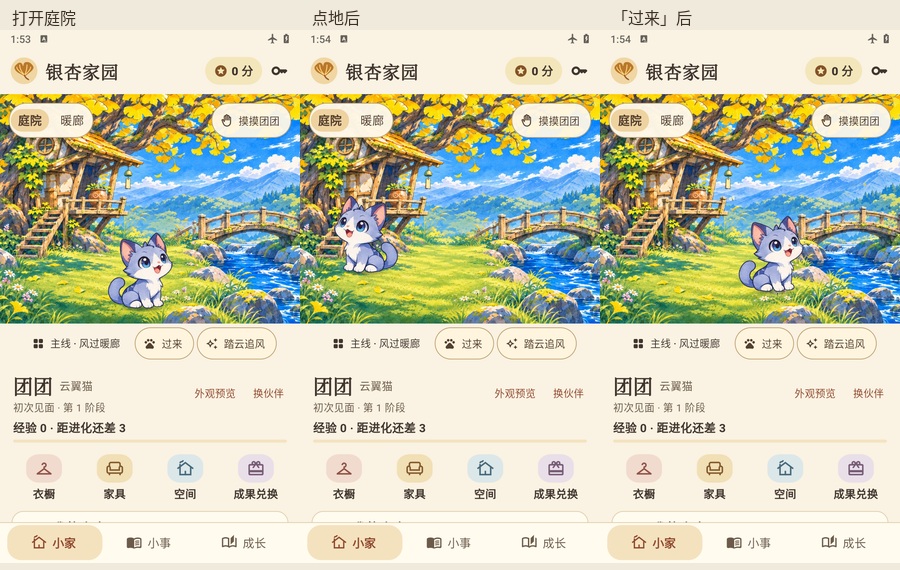 打开庭院
1:53
银杏家园
0 分
庭院
暖廊
摸摸团团
主线 · 风过暖廊
过来
踏云追风
团团 云翼猫
初次见面 · 第 1 阶段
外观预览
换伙伴
经验 0 · 距进化还差 3
衣橱
家具
空间
成果兑换
小家
小事
成长
点地后
1:54
银杏家园
0 分
庭院
暖廊
摸摸团团
主线 · 风过暖廊
过来
踏云追风
团团 云翼猫
初次见面 · 第 1 阶段
外观预览
换伙伴
经验 0 · 距进化还差 3
衣橱
家具
空间
成果兑换
小家
小事
成长
「过来」后
1:54
银杏家园
0 分
庭院
暖廊
摸摸团团
主线 · 风过暖廊
过来
踏云追风
团团 云翼猫
初次见面 · 第 1 阶段
外观预览
换伙伴
经验 0 · 距进化还差 3
衣橱
家具
空间
成果兑换
小家
小事
成长